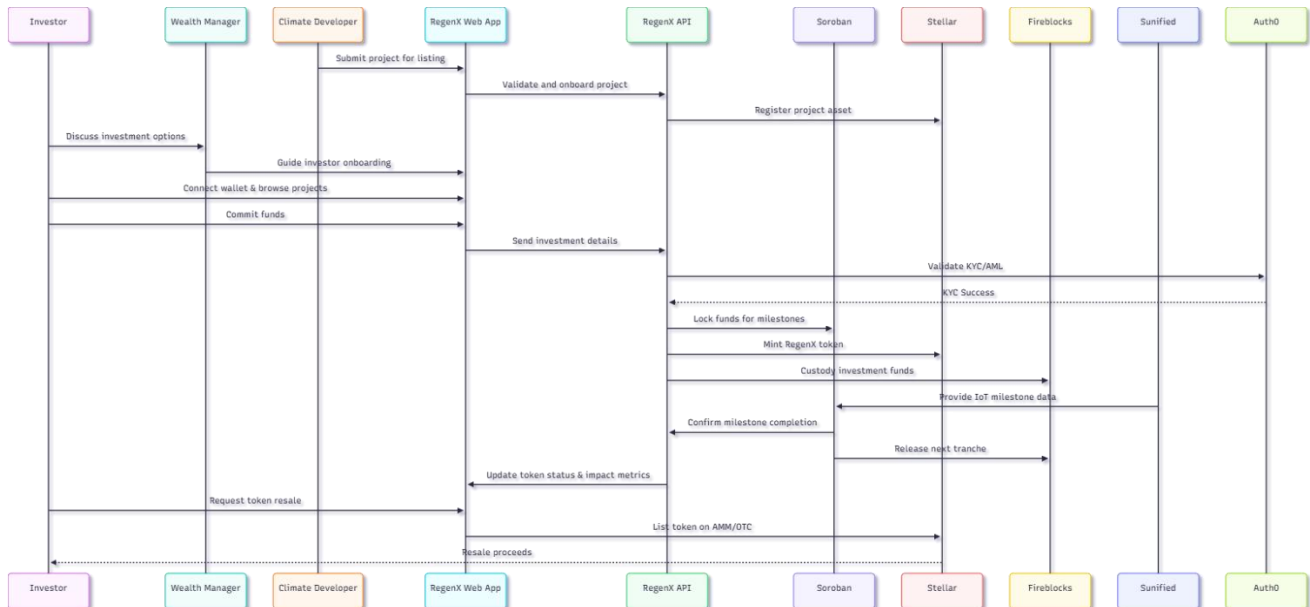 Investor
Wealth Manager
Climate Developer
RegenX Web App
RegenX API
Soroban
Stellar
Fireblocks
Sunified
Auth0
Submit project for listing
Validate and onboard project
Register project asset
Discuss investment options
Guide investor onboarding
Connect wallet & browse projects
Commit funds
Send investment details
Validate KYC/AML
KYC Success
Lock funds for milestones
Mint RegenX token
Custody investment funds
Provide IoT milestone data
Confirm milestone completion
Release next tranche
Update token status & impact metrics
Request token resale
List token on AMM/OTC
Resale proceeds
Investor
Wealth Manager
Climate Developer
RegenX Web App
RegenX API
Soroban
Stellar
Fireblocks
Sunified
Auth0